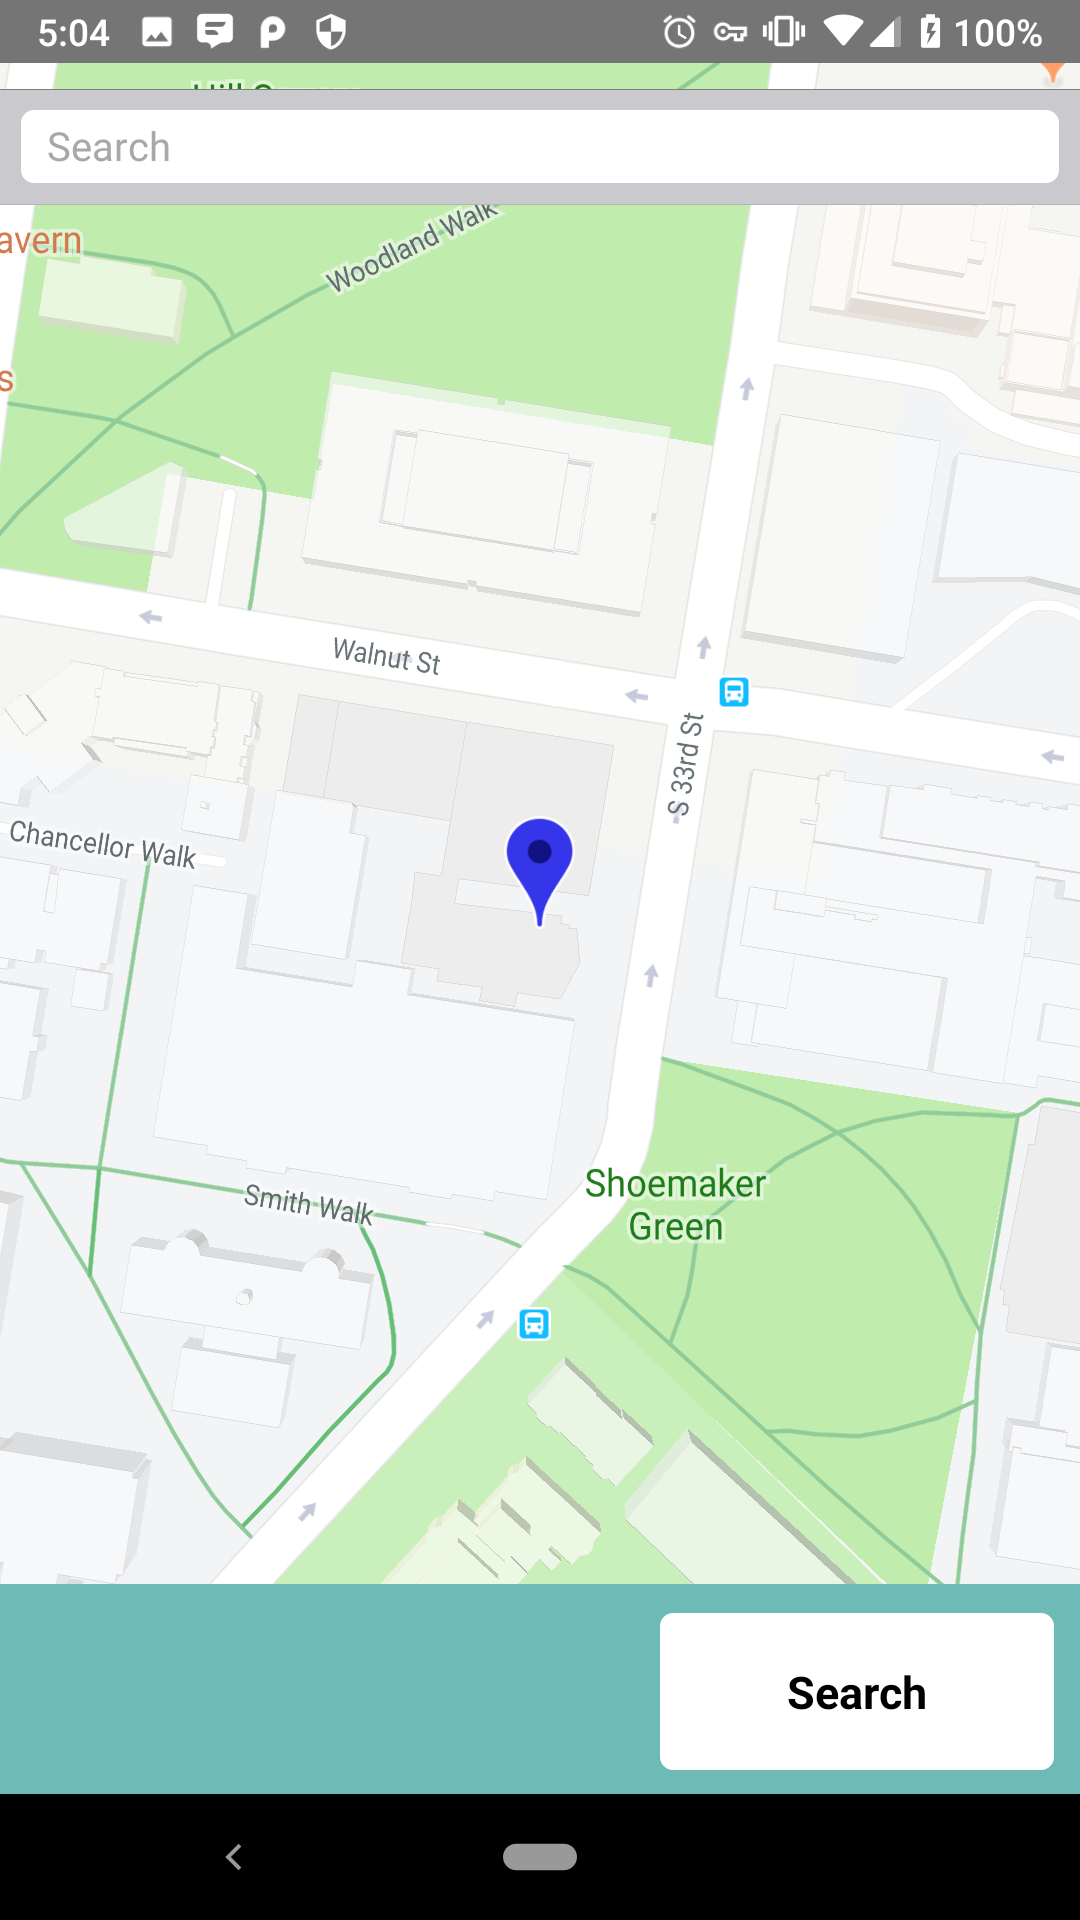 5:04
100%
Search
avern
Woodland Walk
s
Walnut St
S 33rd St
Chancellor Walk
Shoemaker
Green
Smith Walk
Search